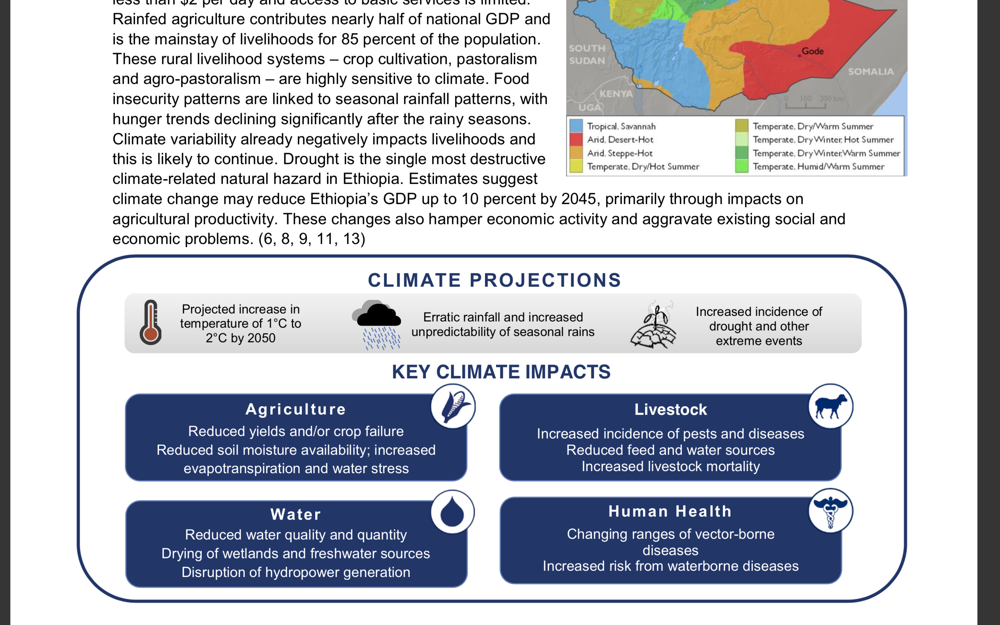 less than $2 per day and access to basic services is limited.
Rainfed agriculture contributes nearly half of national GDP and
is the mainstay of livelihoods for 85 percent of the population.
These rural livelihood systems – crop cultivation, pastoralism
and agro-pastoralism – are highly sensitive to climate. Food
insecurity patterns are linked to seasonal rainfall patterns, with
hunger trends declining significantly after the rainy seasons.
Climate variability already negatively impacts livelihoods and
this is likely to continue. Drought is the single most destructive
climate-related natural hazard in Ethiopia. Estimates suggest
climate change may reduce Ethiopia’s GDP up to 10 percent by 2045, primarily through impacts on
agricultural productivity. These changes also hamper economic activity and aggravate existing social and
economic problems. (6, 8, 9, 11, 13)
SOUTH
SUDAN
Gode
SOMALIA
KENYA
UGA
0 100 200 km
Tropical, Savannah
Arid, Desert-Hot
Arid, Steppe-Hot
Temperate, Dry/Hot Summer
Temperate, Dry/Warm Summer
Temperate, Dry Winter, Hot Summer
Temperate, Dry Winter, Warm Summer
Temperate, Humid/Warm Summer
CLIMATE PROJECTIONS
Projected increase in
temperature of 1°C to
2°C by 2050
Erratic rainfall and increased
unpredictability of seasonal rains
Increased incidence of
drought and other
extreme events
KEY CLIMATE IMPACTS
Agriculture
Reduced yields and/or crop failure
Reduced soil moisture availability; increased
evapotranspiration and water stress
Livestock
Increased incidence of pests and diseases
Reduced feed and water sources
Increased livestock mortality
Water
Reduced water quality and quantity
Drying of wetlands and freshwater sources
Disruption of hydropower generation
Human Health
Changing ranges of vector-borne
diseases
Increased risk from waterborne diseases